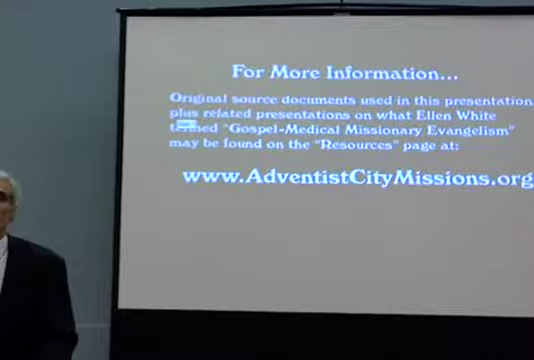 For More Information...
Original source documents used in this presentation
plus related presentations on what Ellen White
termed "Gospel-Medical Missionary Evangelism"
may be found on the "Resources" page at:
www.AdventistCityMissions.org